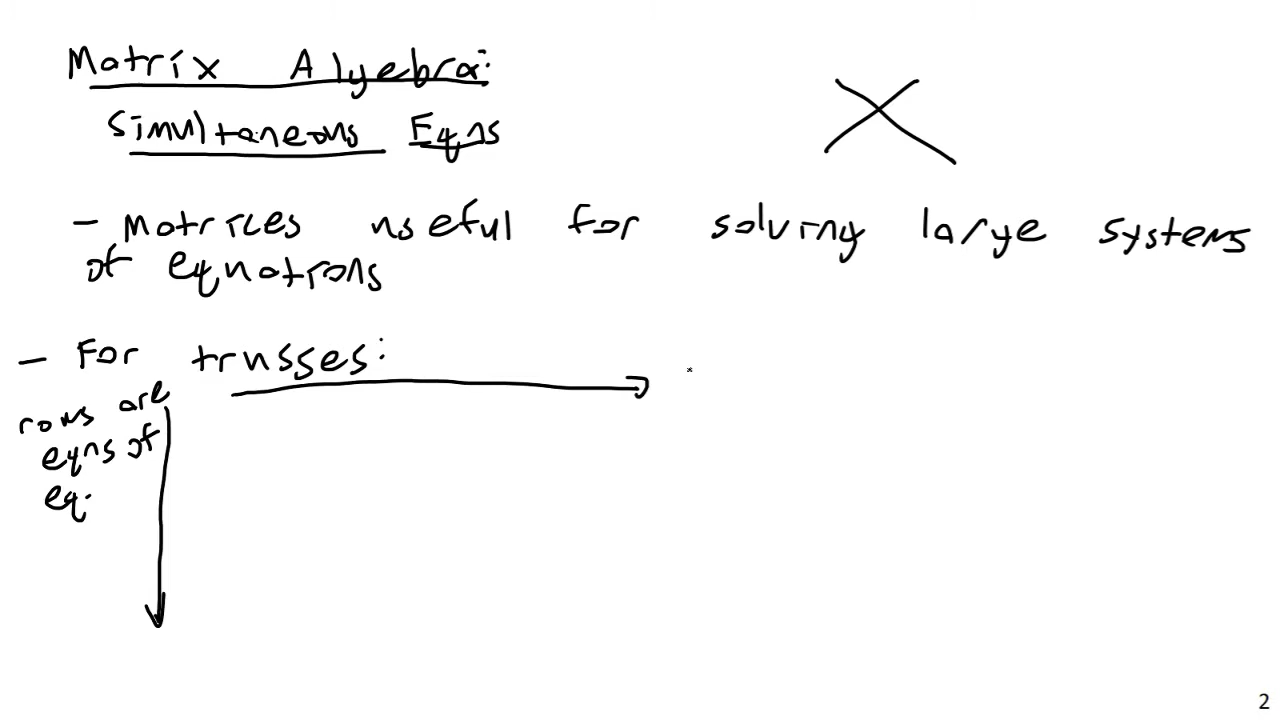 Matrix Algebra:
Simultaneous Eqns
- Matrices useful for solving large systems
of equations
- For trusses:
rows are
eqns of
eq.
2